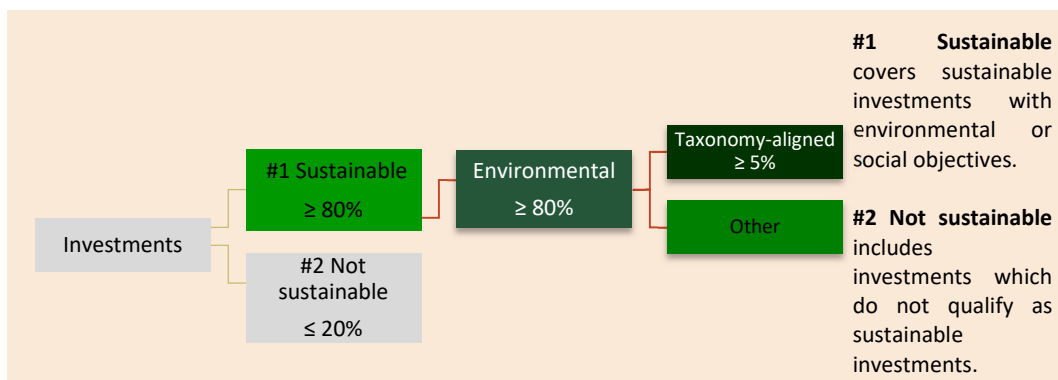 Investments
#1 Sustainable
≥ 80%
#2 Not
sustainable
≤ 20%
Environmental
≥ 80%
Taxonomy-aligned
≥ 5%
Other
#1 Sustainable
covers sustainable
investments with
environmental or
social objectives.
#2 Not sustainable
includes
investments which
do not qualify as
sustainable
investments.